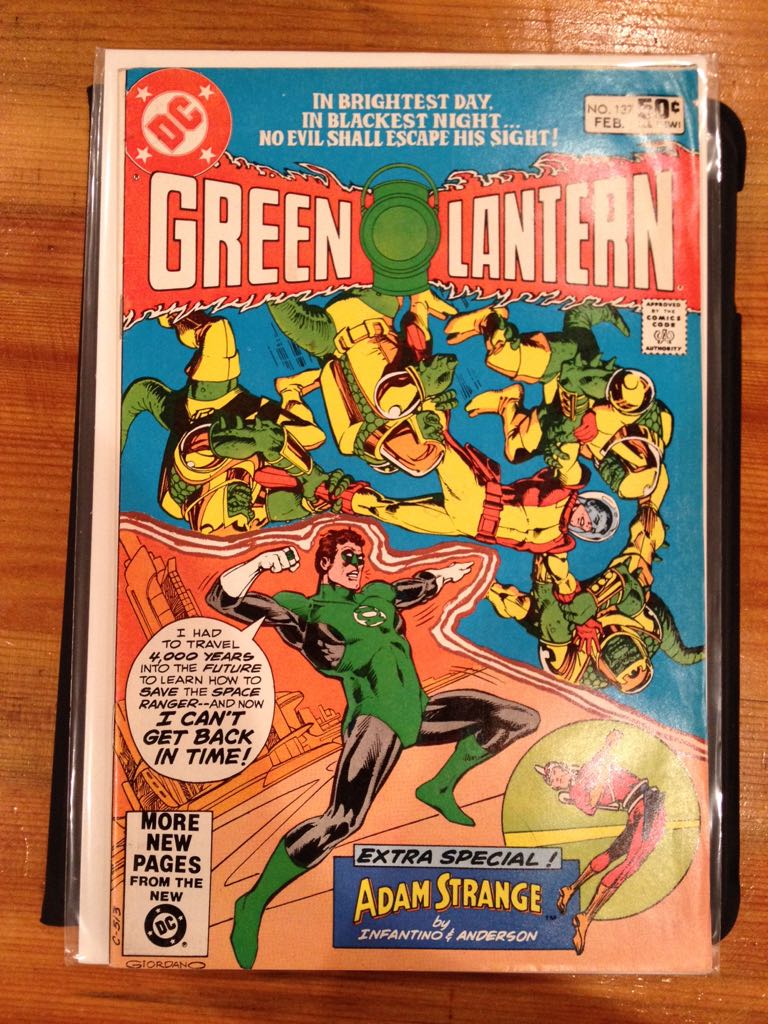 DC
IN BRIGHTEST DAY,
IN BLACKEST NIGHT...
NO EVIL SHALL ESCAPE HIS SIGHT!
NO. 137
FEB.
50¢
GREEN LANTERN
APPROVED
BY THE
COMICS
CODE
AUTHORITY
I HAD
TO TRAVEL
4,000 YEARS
INTO THE FUTURE
TO LEARN HOW TO
SAVE THE SPACE
RANGER--AND NOW
I CAN'T
GET BACK
IN TIME!
MORE
NEW
PAGES
FROM THE
NEW
DC
C-513
GIORDANO
EXTRA SPECIAL!
ADAM STRANGE™
by
INFANTINO & ANDERSON